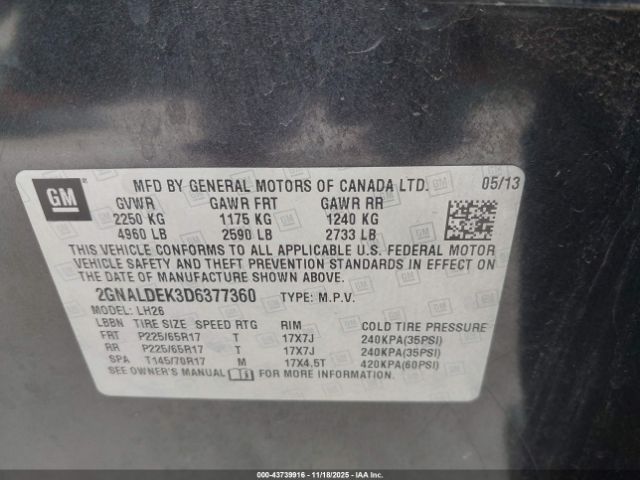 GM
MFD BY GENERAL MOTORS OF CANADA LTD. 05/13
GVWR GAWR FRT GAWR RR
2250 KG 1175 KG 1240 KG
4960 LB 2590 LB 2733 LB
THIS VEHICLE CONFORMS TO ALL APPLICABLE U.S. FEDERAL MOTOR
VEHICLE SAFETY AND THEFT PREVENTION STANDARDS IN EFFECT ON
THE DATE OF MANUFACTURE SHOWN ABOVE.
2GNALDEK3D6377360 TYPE: M.P.V.
MODEL: LH26
LBBN TIRE SIZE SPEED RTG RIM COLD TIRE PRESSURE
FRT P225/65R17 T 17X7J 240KPA(35PSI)
RR P225/65R17 T 17X7J 240KPA(35PSI)
SPA T145/70R17 M 17X4.5T 420KPA(60PSI)
SEE OWNER'S MANUAL FOR MORE INFORMATION.
000-43739916 | 11/18/2025 - IAAI.COM